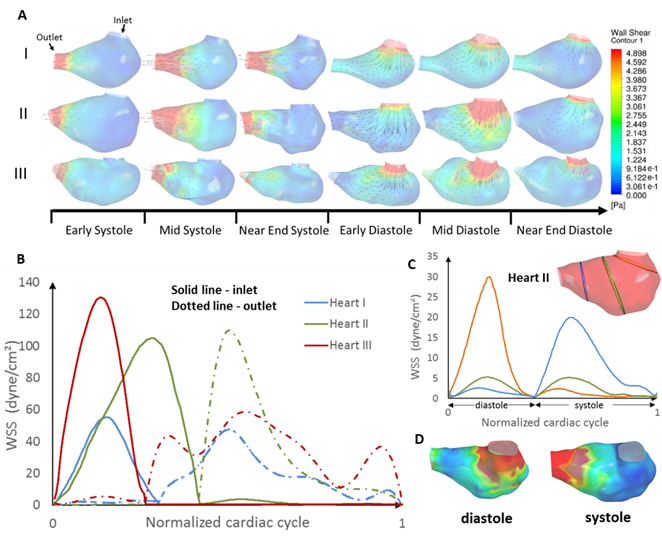 A
Inlet
Outlet
I
II
III
Wall Shear
Contour 1
4.898
4.592
4.286
3.980
3.673
3.367
3.061
2.755
2.449
2.143
1.837
1.531
1.224
9.184e-1
6.122e-1
3.061e-1
0.000
[Pa]
Early Systole
Mid Systole
Near End Systole
Early Diastole
Mid Diastole
Near End Diastole
B
140
120
100
80
60
40
20
0
WSS (dyne/cm²)
Solid line - inlet
Dotted line - outlet
Heart I
Heart II
Heart III
0
Normalized cardiac cycle
1
C
Heart II
35
30
25
20
15
10
5
0
WSS (dyne/cm²)
diastole
systole
0
Normalized cardiac cycle
1
D
diastole
systole